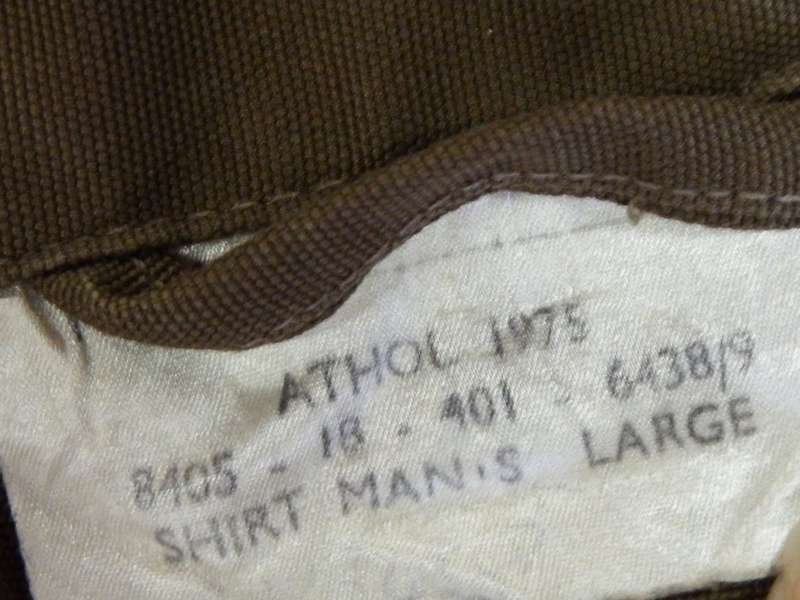 ATHOL 1975
8405 - 18 - 401 - 6438/9
SHIRT MAN'S LARGE